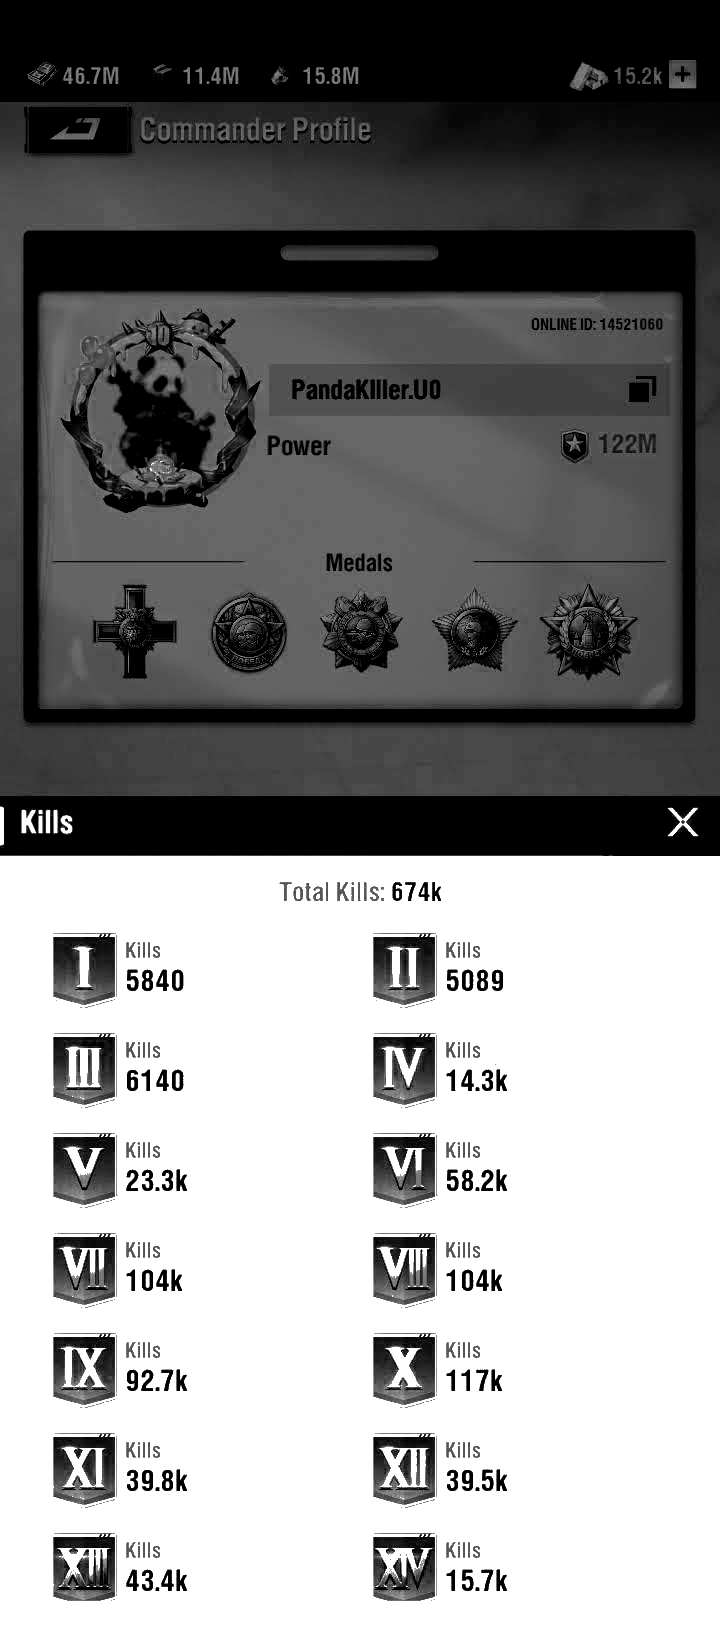 46.7M 11.4M 15.8M 15.2k
Commander Profile
10
ONLINE ID: 14521060
PandaKIller.U0
Power 122M
Medals
Kills
Total Kills: 674k
I Kills 5840
II Kills 5089
III Kills 6140
IV Kills 14.3k
V Kills 23.3k
VI Kills 58.2k
VII Kills 104k
VIII Kills 104k
IX Kills 92.7k
X Kills 117k
XI Kills 39.8k
XII Kills 39.5k
XIII Kills 43.4k
XIV Kills 15.7k